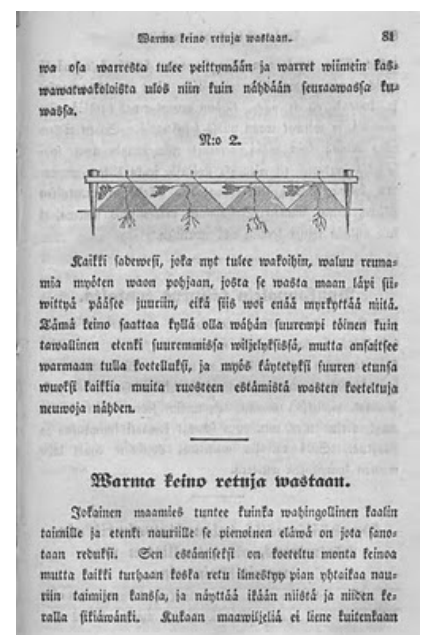 Warma keino retuja wastaan. 81
wa osa warresta tulee peittymään ja warret wiimein kas-
wawatwakoloista ulos niin kuin nähdään seuraawassa ku-
wassa.
N:o 2.
Kaikki sadewesi, joka nyt tulee wakoihin, waluu reuna-
mia myöten waon pohjaan, josta se wasta maan läpi sii-
wittyä pääsee juuriin, eikä siis woi enää myrkyttää niitä.
Tämä keino saattaa kyllä olla wähän suurempi töinen kuin
tawallinen etenki suuremmissa wiljelyksissä, mutta ansaitsee
warmaan tulla koetelluksi, ja myös käytetyksi suuren etunsa
wuoksi kaikkia muita ruosteen estämistä wasten koeteltuja
neuwoja nähden.
Warma keino retuja wastaan.
Jokainen maamies tuntee kuinka wahingollinen kaalin
taimille ja etenki nauriille se pienoinen eläwä on jota sano-
taan reduksi. Sen estämiseksi on koeteltu monta keinoa
mutta kaikki turhaan koska retu ilmestyy pian yhtaikaa nau-
riin taimijen kanssa, ja näyttää ikään niistä ja niiden ke-
ralla sikiäwänki. Kukaan maawiljeliä ei liene kuitenkaan